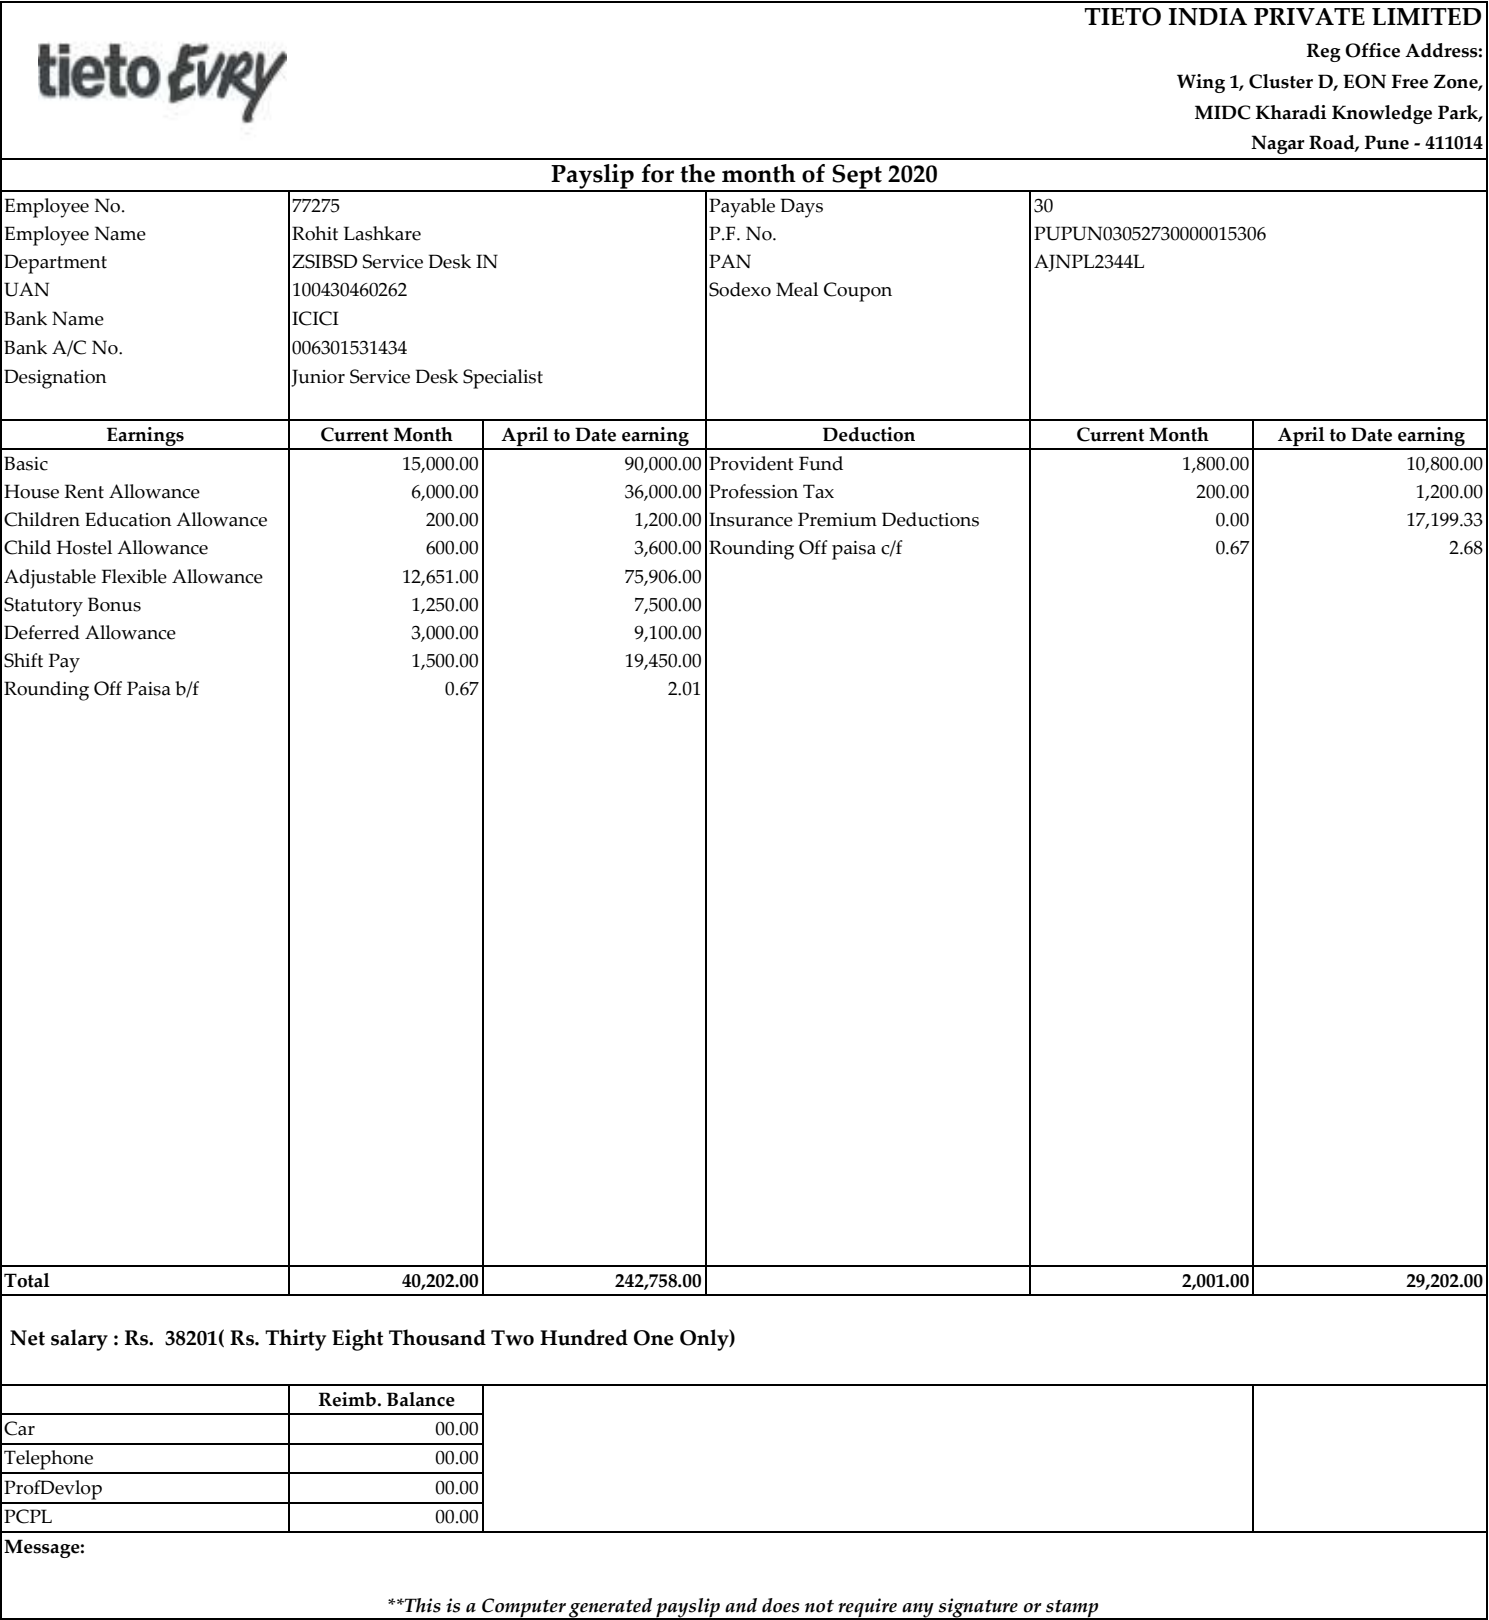 tieto EVRY
TIETO INDIA PRIVATE LIMITED
Reg Office Address:
Wing 1, Cluster D, EON Free Zone,
MIDC Kharadi Knowledge Park,
Nagar Road, Pune - 411014
Payslip for the month of Sept 2020
Employee No. 77275 Payable Days 30
Employee Name Rohit Lashkare P.F. No. PUPUN03052730000015306
Department ZSIBSD Service Desk IN PAN AJNPL2344L
UAN 100430460262 Sodexo Meal Coupon
Bank Name ICICI
Bank A/C No. 006301531434
Designation Junior Service Desk Specialist
Earnings Current Month April to Date earning Deduction Current Month April to Date earning
Basic 15,000.00 90,000.00 Provident Fund 1,800.00 10,800.00
House Rent Allowance 6,000.00 36,000.00 Profession Tax 200.00 1,200.00
Children Education Allowance 200.00 1,200.00 Insurance Premium Deductions 0.00 17,199.33
Child Hostel Allowance 600.00 3,600.00 Rounding Off paisa c/f 0.67 2.68
Adjustable Flexible Allowance 12,651.00 75,906.00
Statutory Bonus 1,250.00 7,500.00
Deferred Allowance 3,000.00 9,100.00
Shift Pay 1,500.00 19,450.00
Rounding Off Paisa b/f 0.67 2.01
Total 40,202.00 242,758.00 2,001.00 29,202.00
Net salary : Rs. 38201( Rs. Thirty Eight Thousand Two Hundred One Only)
Reimb. Balance
Car 00.00
Telephone 00.00
ProfDevlop 00.00
PCPL 00.00
Message:
**This is a Computer generated payslip and does not require any signature or stamp